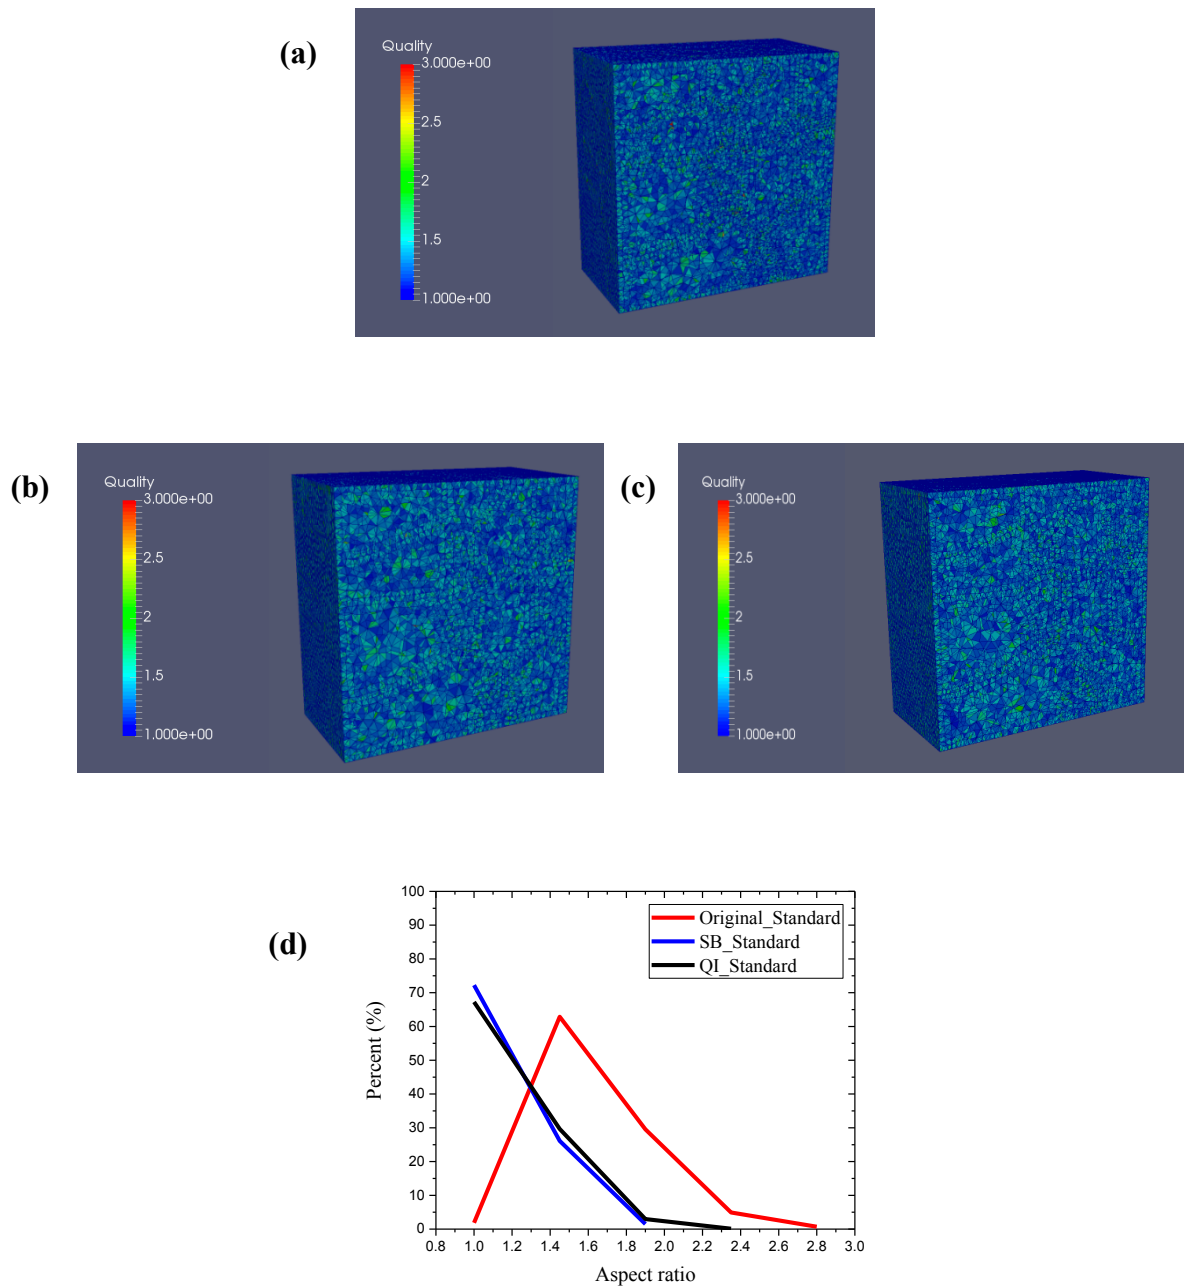 (a)
Quality
3.000e+00
2.5
2
1.5
1.000e+00
(b)
Quality
3.000e+00
2.5
2
1.5
1.000e+00
(c)
Quality
3.000e+00
2.5
2
1.5
1.000e+00
(d)
Percent (%)
100
90
80
70
60
50
40
30
20
10
0
Original_Standard
SB_Standard
QI_Standard
0.8 1.0 1.2 1.4 1.6 1.8 2.0 2.2 2.4 2.6 2.8 3.0
Aspect ratio